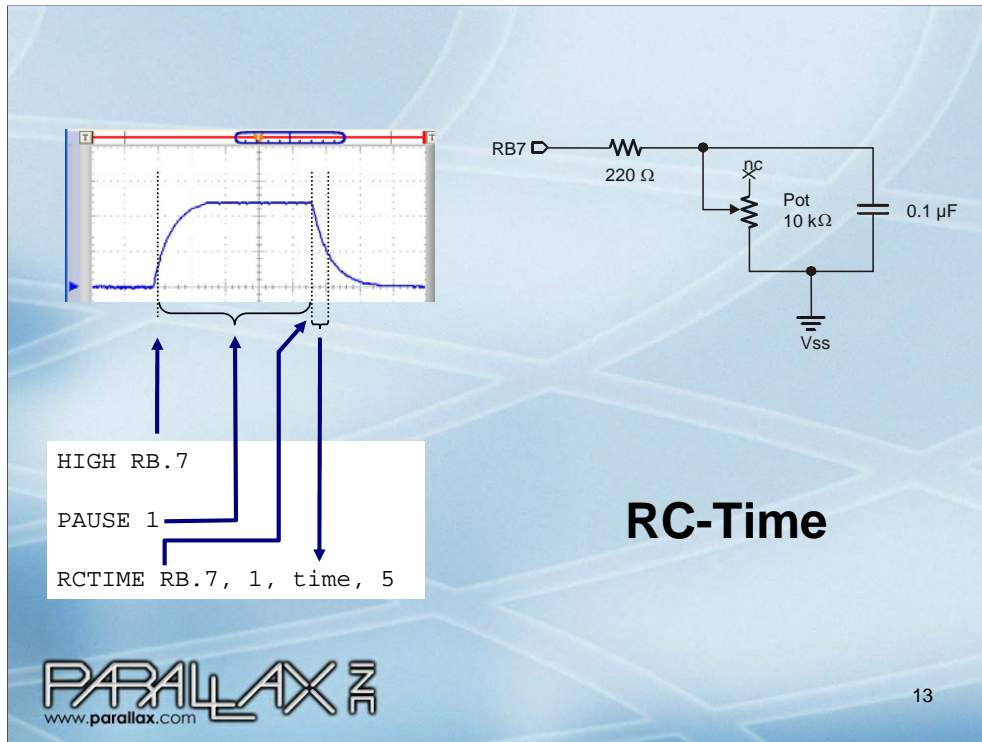 T
T
RB7
220 Ω
nc
Pot
10 kΩ
0.1 µF
Vss
HIGH RB.7
PAUSE 1
RCTIME RB.7, 1, time, 5
RC-Time
PARALLAX INC
www.parallax.com
13